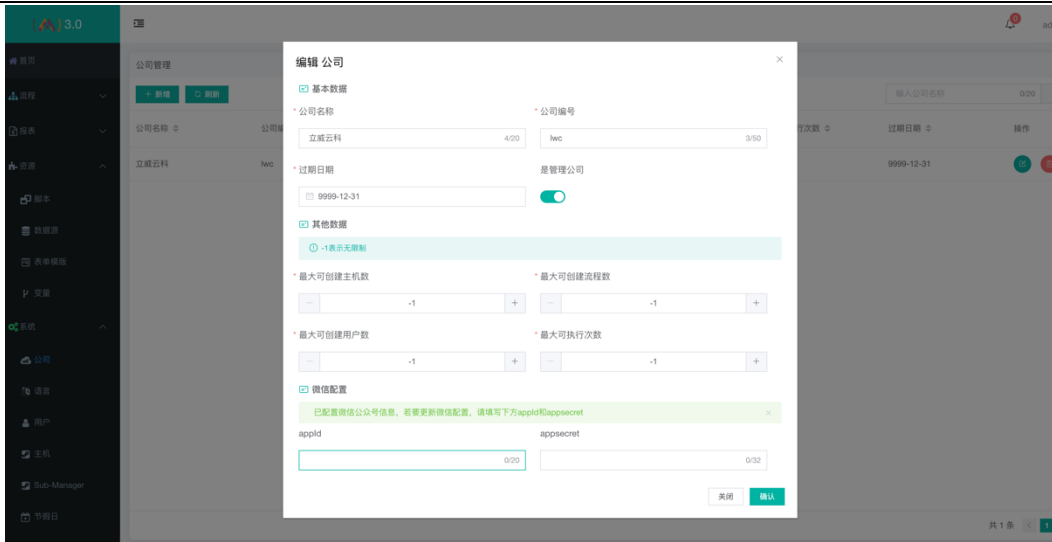 3.0
0
ad
首页
流程
报表
资源
脚本
数据源
表单模版
变量
系统
公司
语言
用户
主机
Sub-Manager
节假日
公司管理
+ 新增 刷新
输入公司名称 0/20
公司名称 公司编 行次数 过期日期 操作
立威云科 lwc 9999-12-31
共 1 条 < 1
编辑 公司 ×
基本数据
* 公司名称 * 公司编号
立威云科 4/20 lwc 3/50
* 过期日期 是管理公司
9999-12-31
其他数据
-1表示无限制
* 最大可创建主机数 * 最大可创建流程数
− -1 + − -1 +
* 最大可创建用户数 * 最大可执行次数
− -1 + − -1 +
微信配置
已配置微信公众号信息，若要更新微信配置，请填写下方appId和appsecret ×
appId appsecret
0/20 0/32
关闭 确认